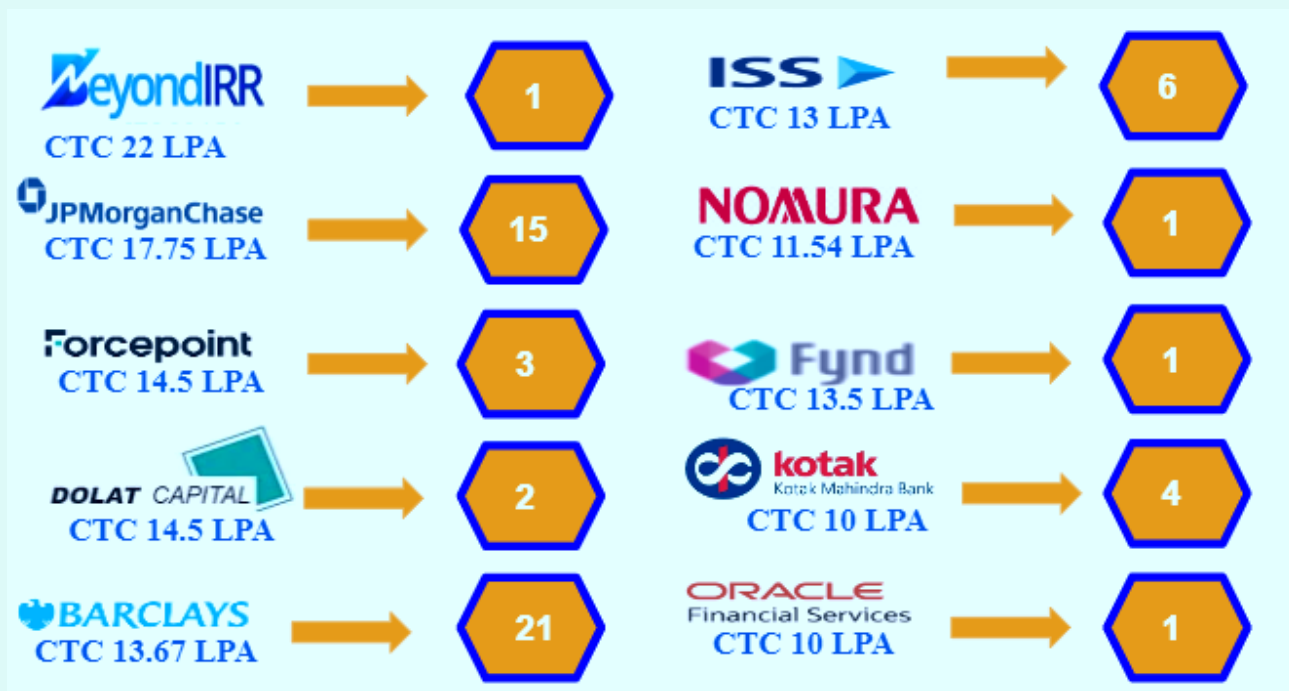 BeyondIRR
CTC 22 LPA
1
JPMorganChase
CTC 17.75 LPA
15
Forcepoint
CTC 14.5 LPA
3
DOLAT CAPITAL
CTC 14.5 LPA
2
BARCLAYS
CTC 13.67 LPA
21
ISS
CTC 13 LPA
6
NOMURA
CTC 11.54 LPA
1
Fynd
CTC 13.5 LPA
1
kotak
Kotak Mahindra Bank
CTC 10 LPA
4
ORACLE
Financial Services
CTC 10 LPA
1